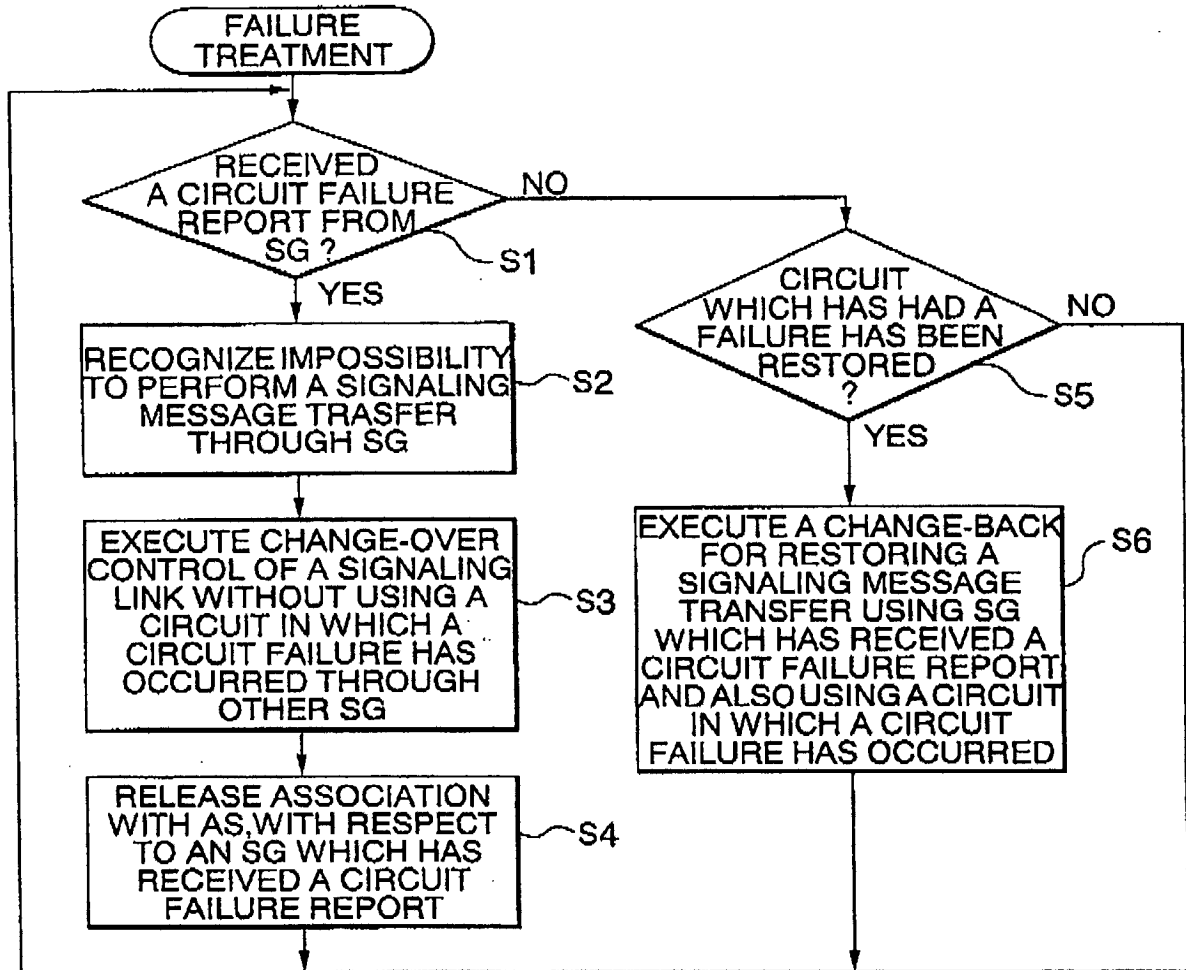 FAILURE
TREATMENT
RECEIVED
A CIRCUIT FAILURE
REPORT FROM
SG ?
S1
NO
YES
RECOGNIZE IMPOSSIBILITY
TO PERFORM A SIGNALING
MESSAGE TRASFER
THROUGH SG
S2
EXECUTE CHANGE-OVER
CONTROL OF A SIGNALING
LINK WITHOUT USING A
CIRCUIT IN WHICH A
CIRCUIT FAILURE HAS
OCCURRED THROUGH
OTHER SG
S3
RELEASE ASSOCIATION
WITH AS, WITH RESPECT
TO AN SG WHICH HAS
RECEIVED A CIRCUIT
FAILURE REPORT
S4
CIRCUIT
WHICH HAS HAD A
FAILURE HAS BEEN
RESTORED
?
S5
NO
YES
EXECUTE A CHANGE-BACK
FOR RESTORING A
SIGNALING MESSAGE
TRANSFER USING SG
WHICH HAS RECEIVED A
CIRCUIT FAILURE REPORT
AND ALSO USING A CIRCUIT
IN WHICH A CIRCUIT
FAILURE HAS OCCURRED
S6